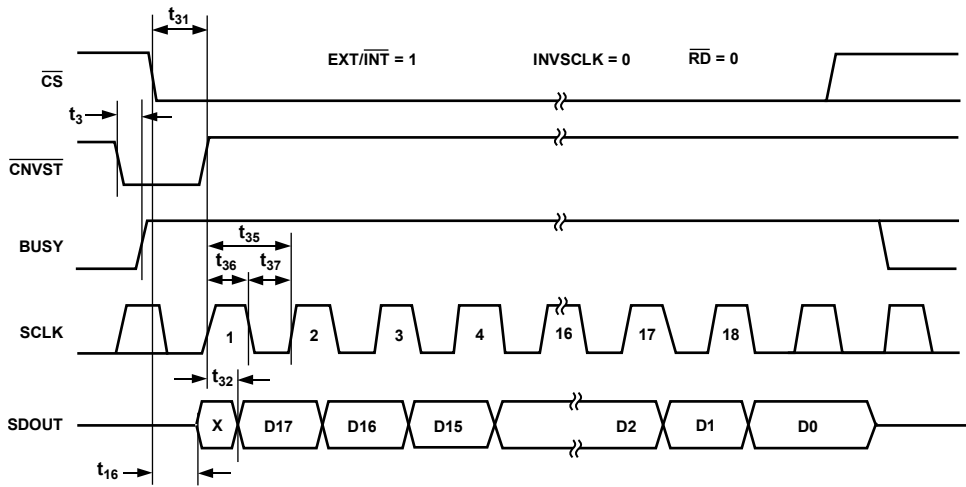 t31
EXT/INT = 1 INVSCLK = 0 RD = 0
CS
t3
CNVST
BUSY
t35
t36 t37
SCLK 1 2 3 4 16 17 18
t32
SDOUT X D17 D16 D15 D2 D1 D0
t16